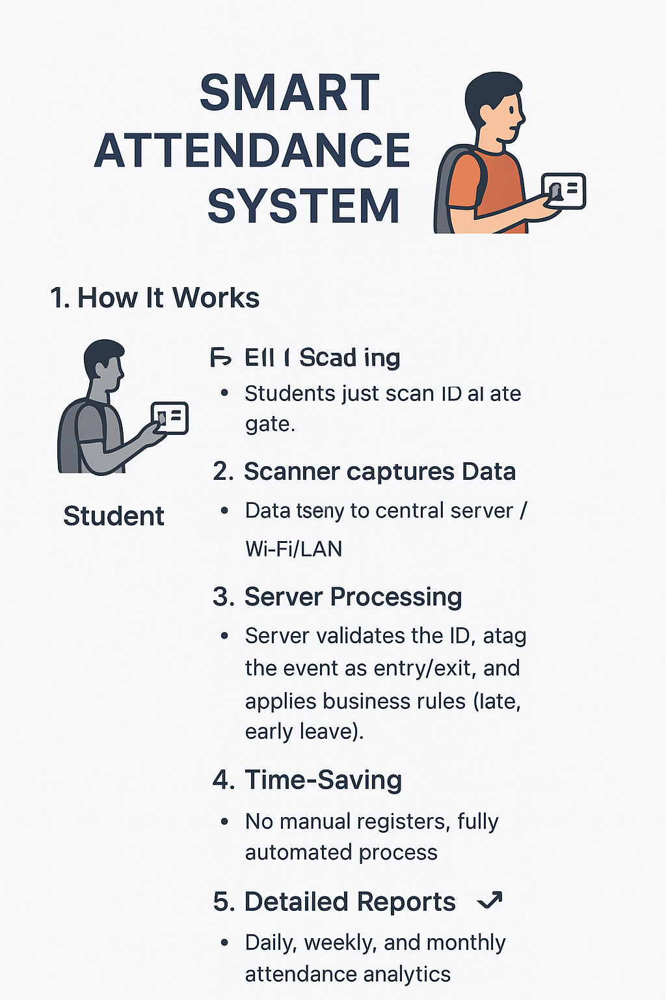 SMART
ATTENDANCE
SYSTEM
1. How It Works
Scad ing
• Students just scan ID al ate
gate.
2. Scanner captures Data
• Data tseny to central server /
Wi-Fi/LAN
Student
3. Server Processing
• Server validates the ID, atag
the event as entry/exit, and
applies business rules (late,
early leave).
4. Time-Saving
• No manual registers, fully
automated process
5. Detailed Reports
• Daily, weekly, and monthly
attendance analytics